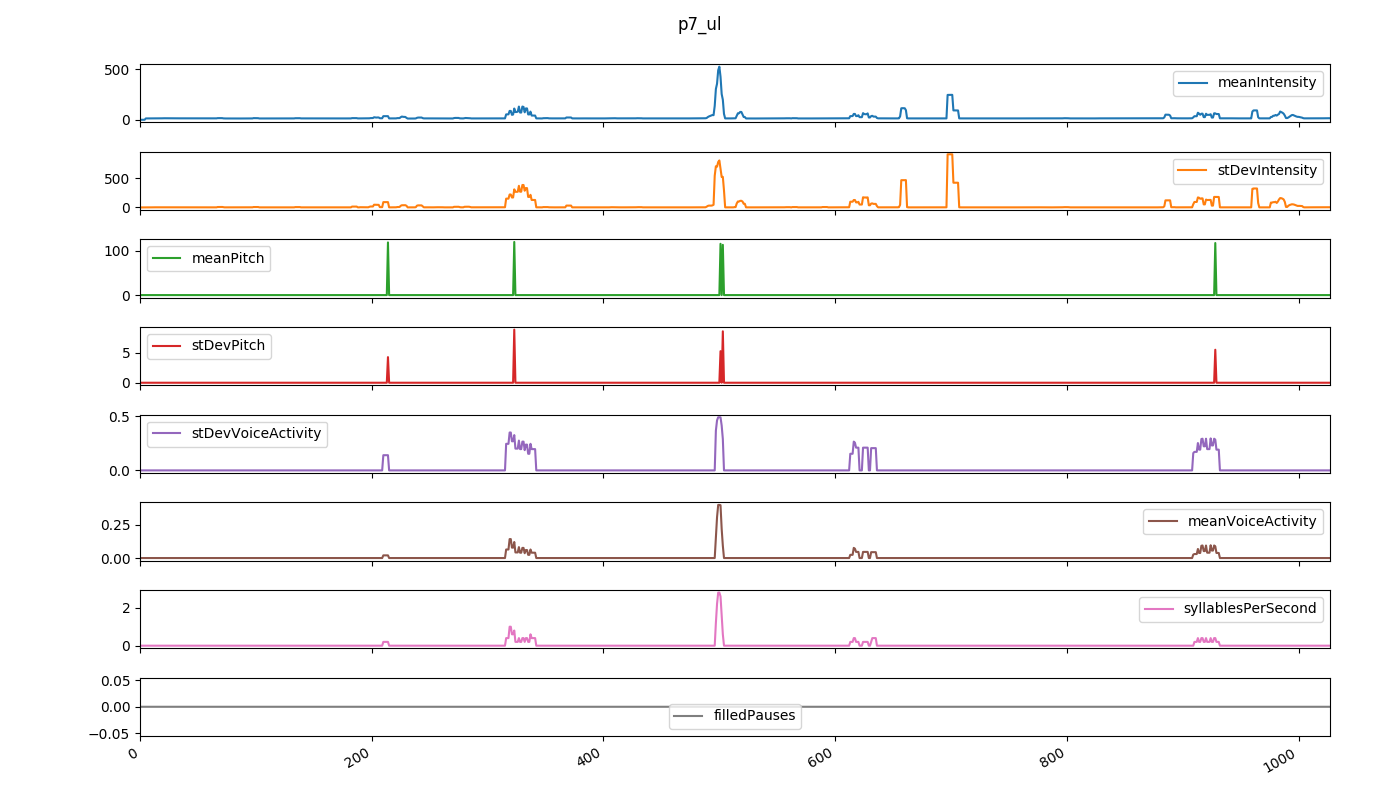 p7_ul
500
0
meanIntensity
500
0
stDevIntensity
100
0
meanPitch
5
0
stDevPitch
0.5
0.0
stDevVoiceActivity
0.25
0.00
meanVoiceActivity
2
0
syllablesPerSecond
0.05
0.00
−0.05
filledPauses
0 200 400 600 800 1000